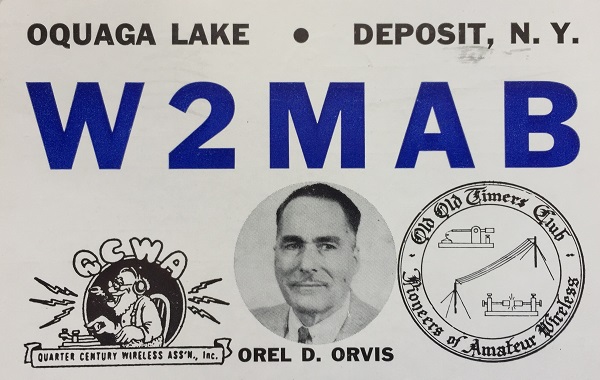 OQUAGA LAKE • DEPOSIT, N. Y.
W2MAB
QCWA
QUARTER CENTURY WIRELESS ASS'N., Inc.
OREL D. ORVIS
Old Old Timers Club
Pioneers of Amateur Wireless